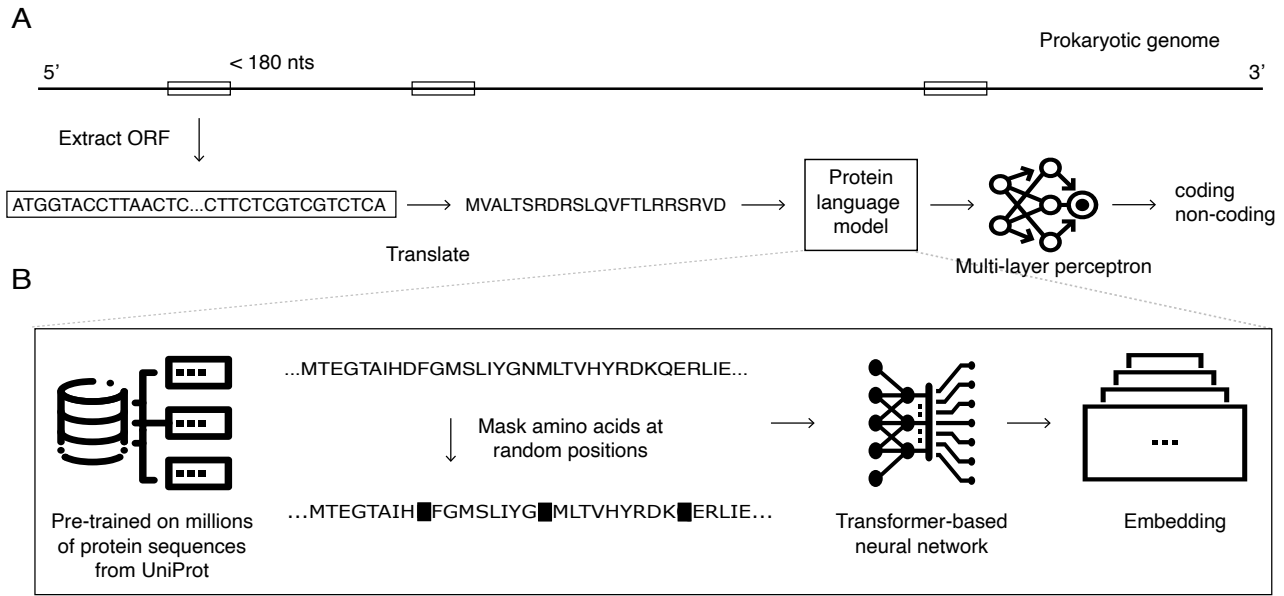 A
Prokaryotic genome
< 180 nts
5’
3’
Extract ORF
ATGGTACCTTAACTC...CTTCTCGTCGTCTCA
MVALTSRDRSLQVFTLRRSRVD
Protein
language
model
coding
non-coding
Translate
Multi-layer perceptron
B
...MTEGTAIHDFGMSLIYGNMLTVHYRDKQERLIE...
Mask amino acids at
random positions
...MTEGTAIH█FGMSLIYG█MLTVHYRDK█ERLIE...
Pre-trained on millions
of protein sequences
from UniProt
Transformer-based
neural network
Embedding